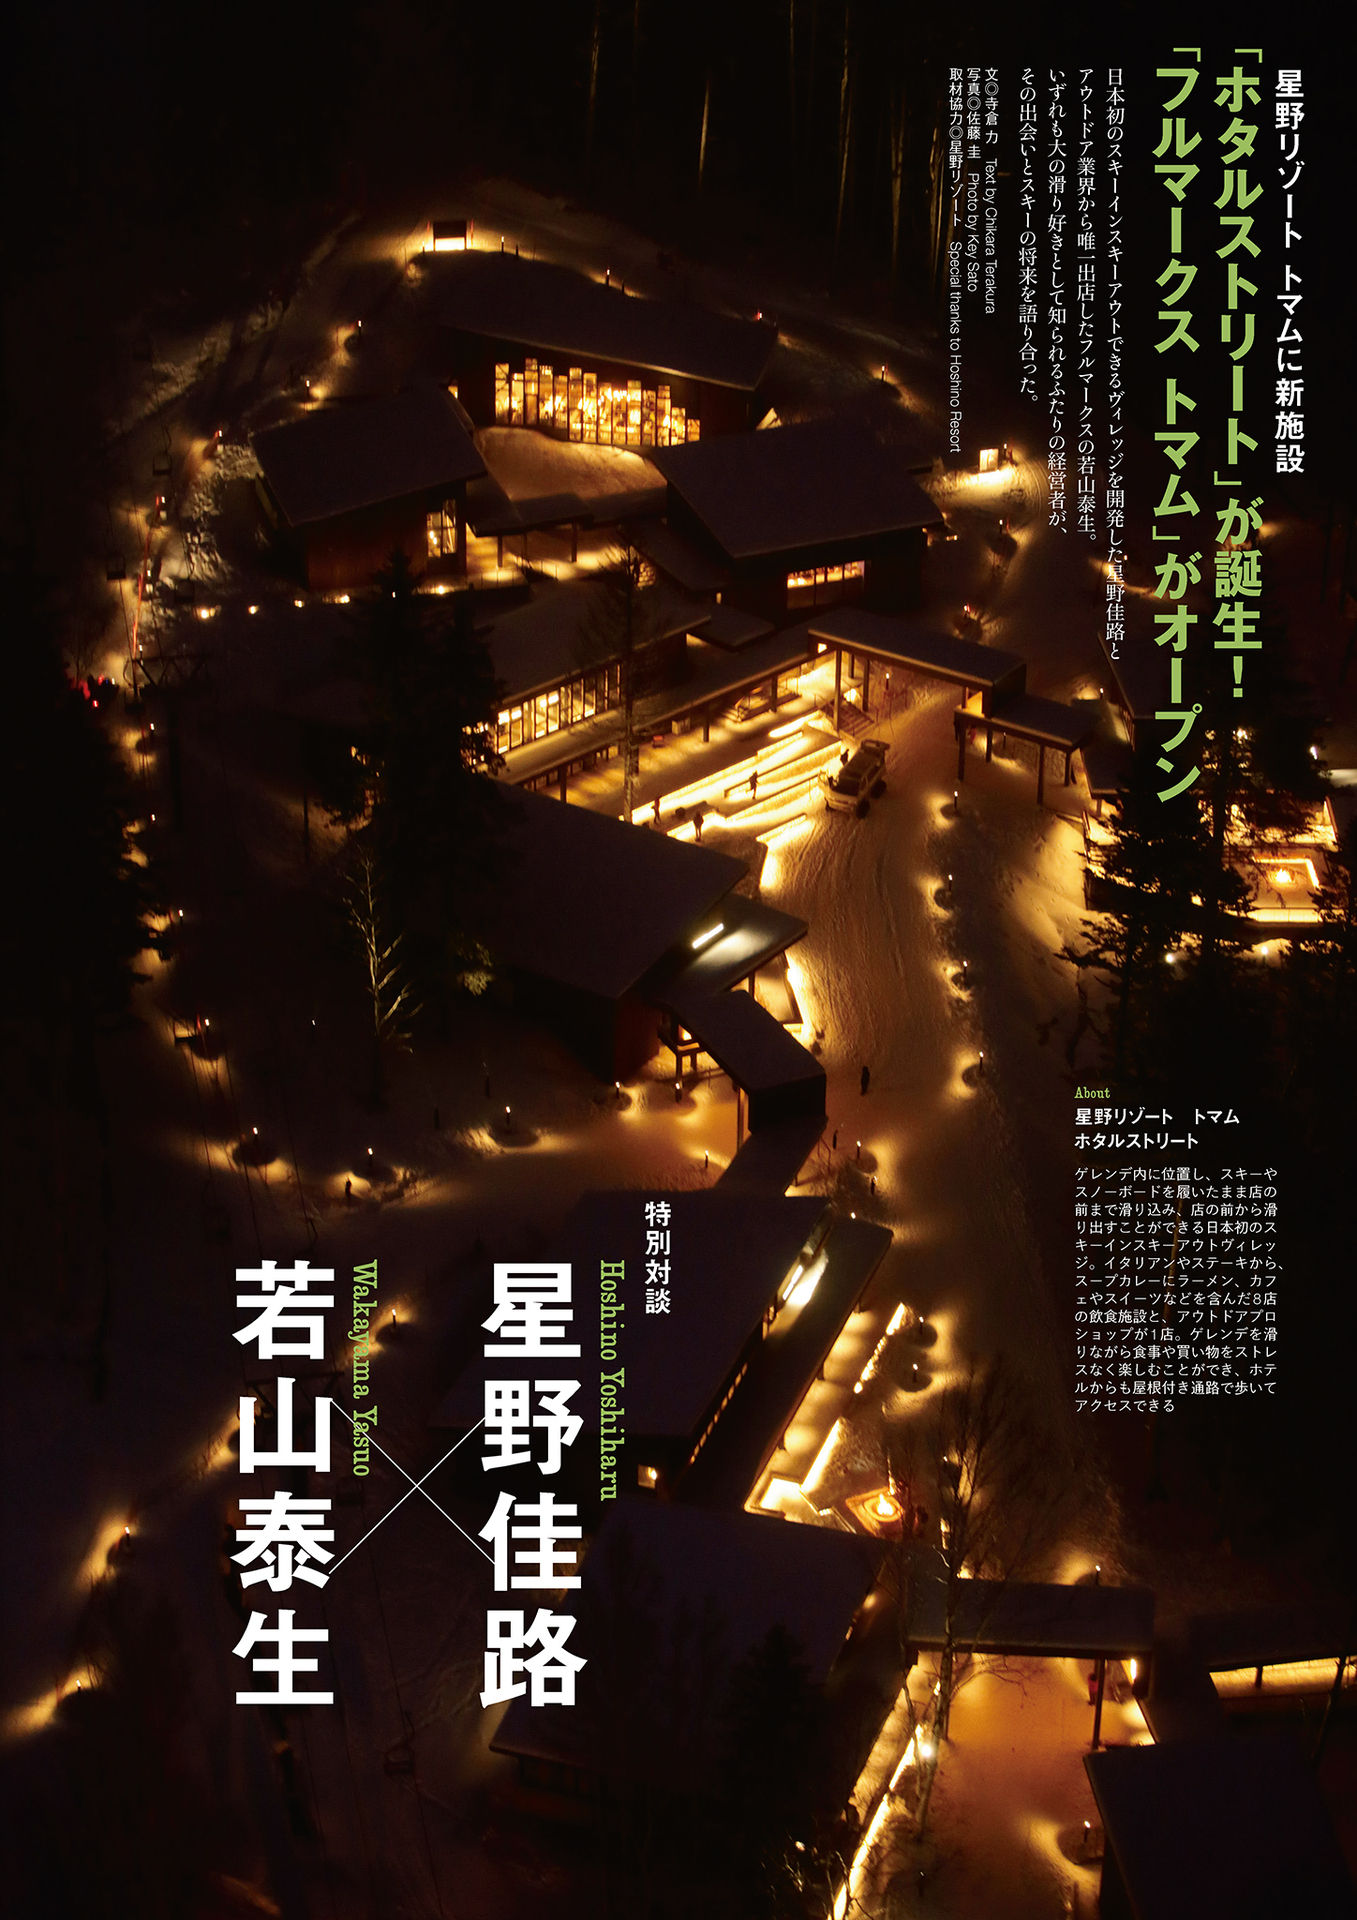 星野リゾート トマムに新施設
「ホタルストリート」が誕生！
「フルマークス トマム」がオープン
日本初のスキーインスキーアウトできるヴィレッジを開発した星野佳路と
アウトドア業界から唯一出店したフルマークスの若山泰生。
いずれも大の滑り好きとして知られるふたりの経営者が、
その出会いとスキーの将来を語り合った。
文◎寺倉 力　Text by Chikara Terakura
写真◎佐藤 圭　Photo by Key Sato
取材協力◎星野リゾート　Special thanks to Hoshino Resort
About
星野リゾート　トマム
ホタルストリート
ゲレンデ内に位置し、スキーや
スノーボードを履いたまま店の
前まで滑り込み、店の前から滑
り出すことができる日本初のス
キーインスキーアウトヴィレッ
ジ。イタリアンやステーキから、
スープカレーにラーメン、カフ
ェやスイーツなどを含んだ8店
の飲食施設と、アウトドアプロ
ショップが1店。ゲレンデを滑
りながら食事や買い物をストレ
スなく楽しむことができ、ホテ
ルからも屋根付き通路で歩いて
アクセスできる
特別対談
Hoshino Yoshiharu
星野佳路
×
Wakayama Yasuo
若山泰生